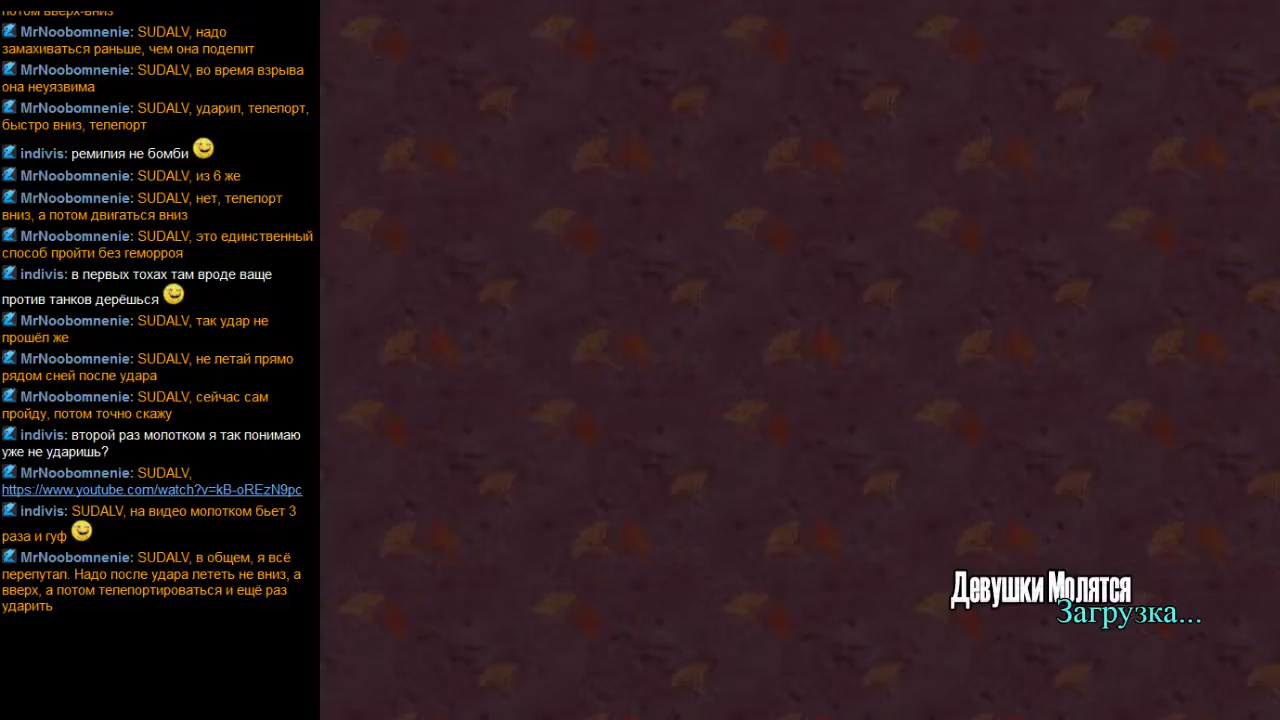 потом вверх-вниз
MrNoobomnenie: SUDALV, надо
замахиваться раньше, чем она поделит
MrNoobomnenie: SUDALV, во время взрыва
она неуязвима
MrNoobomnenie: SUDALV, ударил, телепорт,
быстро вниз, телепорт
indivis: ремилия не бомби
MrNoobomnenie: SUDALV, из 6 же
MrNoobomnenie: SUDALV, нет, телепорт
вниз, а потом двигаться вниз
MrNoobomnenie: SUDALV, это единственный
способ пройти без геморроя
indivis: в первых тохах там вроде ваще
против танков дерёшься
MrNoobomnenie: SUDALV, так удар не
прошёл же
MrNoobomnenie: SUDALV, не летай прямо
рядом сней после удара
MrNoobomnenie: SUDALV, сейчас сам
пройду, потом точно скажу
indivis: второй раз молотком я так понимаю
уже не ударишь?
MrNoobomnenie: SUDALV,
https://www.youtube.com/watch?v=kB-oREzN9pc
indivis: SUDALV, на видео молотком бьет 3
раза и гуф
MrNoobomnenie: SUDALV, в общем, я всё
перепутал. Надо после удара лететь не вниз, а
вверх, а потом телепортироваться и ещё раз
ударить
Девушки Молятся
Загрузка...